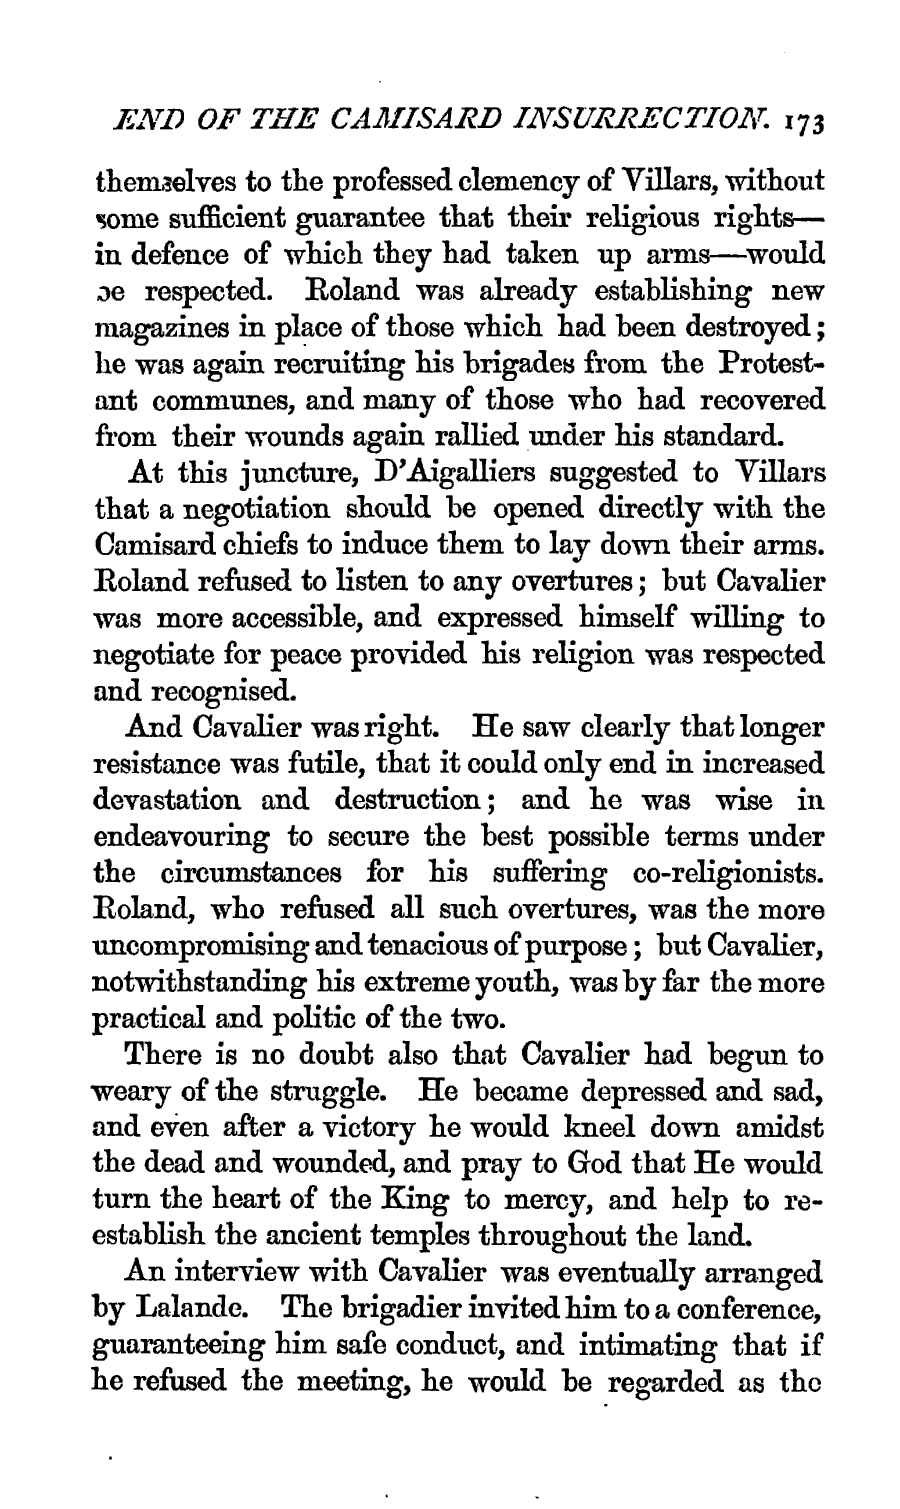 END OF THE CAMISARD INSURRECTION. 173
themselves to the professed clemency of Villars, without
some sufficient guarantee that their religious rights—
in defence of which they had taken up arms—would
be respected. Roland was already establishing new
magazines in place of those which had been destroyed;
he was again recruiting his brigades from the Protest-
ant communes, and many of those who had recovered
from their wounds again rallied under his standard.
At this juncture, D'Aigalliers suggested to Villars
that a negotiation should be opened directly with the
Camisard chiefs to induce them to lay down their arms.
Roland refused to listen to any overtures; but Cavalier
was more accessible, and expressed himself willing to
negotiate for peace provided his religion was respected
and recognised.
And Cavalier was right. He saw clearly that longer
resistance was futile, that it could only end in increased
devastation and destruction; and he was wise in
endeavouring to secure the best possible terms under
the circumstances for his suffering co-religionists.
Roland, who refused all such overtures, was the more
uncompromising and tenacious of purpose; but Cavalier,
notwithstanding his extreme youth, was by far the more
practical and politic of the two.
There is no doubt also that Cavalier had begun to
weary of the struggle. He became depressed and sad,
and even after a victory he would kneel down amidst
the dead and wounded, and pray to God that He would
turn the heart of the King to mercy, and help to re-
establish the ancient temples throughout the land.
An interview with Cavalier was eventually arranged
by Lalande. The brigadier invited him to a conference,
guaranteeing him safe conduct, and intimating that if
he refused the meeting, he would be regarded as the